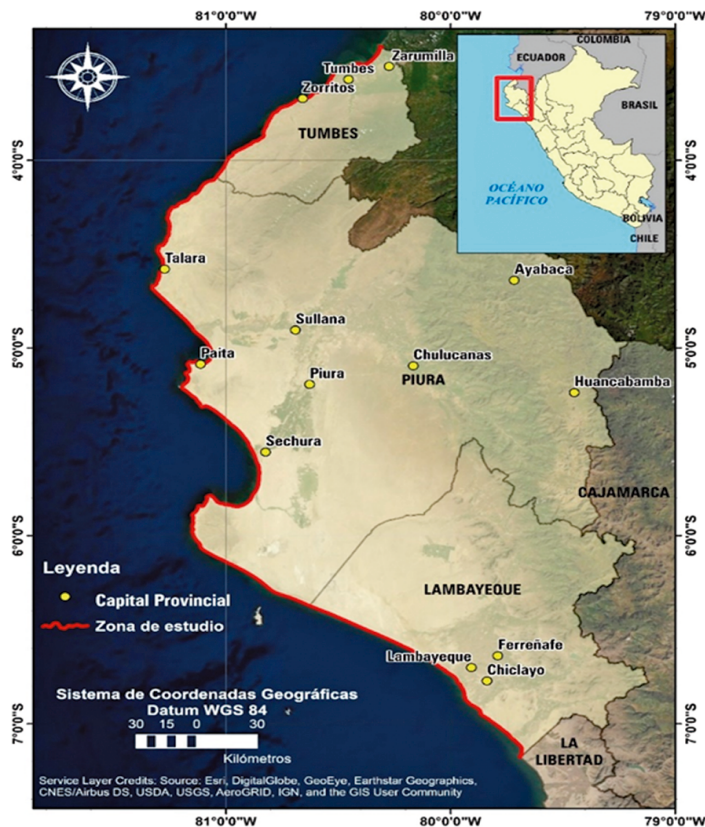 81°0'0"W
80°0'0"W
79°0'0"W
COLOMBIA
ECUADOR
BRASIL
OCÉANO
PACÍFICO
BOLIVIA
CHILE
Zarumilla
Tumbes
Zorritos
TUMBES
4°0'0"S
4°0'0"S
Talara
Ayabaca
Sullana
5°0'0"S
5°0'0"S
Paita
Chulucanas
Piura
PIURA
Huancabamba
Sechura
CAJAMARCA
6°0'0"S
6°0'0"S
Leyenda
Capital Provincial
Zona de estudio
LAMBAYEQUE
Ferreñafe
Lambayeque
Chiclayo
Sistema de Coordenadas Geográficas
Datum WGS 84
30 15 0 30
Kilómetros
7°0'0"S
7°0'0"S
LA
LIBERTAD
Service Layer Credits: Source: Esri, DigitalGlobe, GeoEye, Earthstar Geographics,
CNES/Airbus DS, USDA, USGS, AeroGRID, IGN, and the GIS User Community
81°0'0"W
80°0'0"W
79°0'0"W